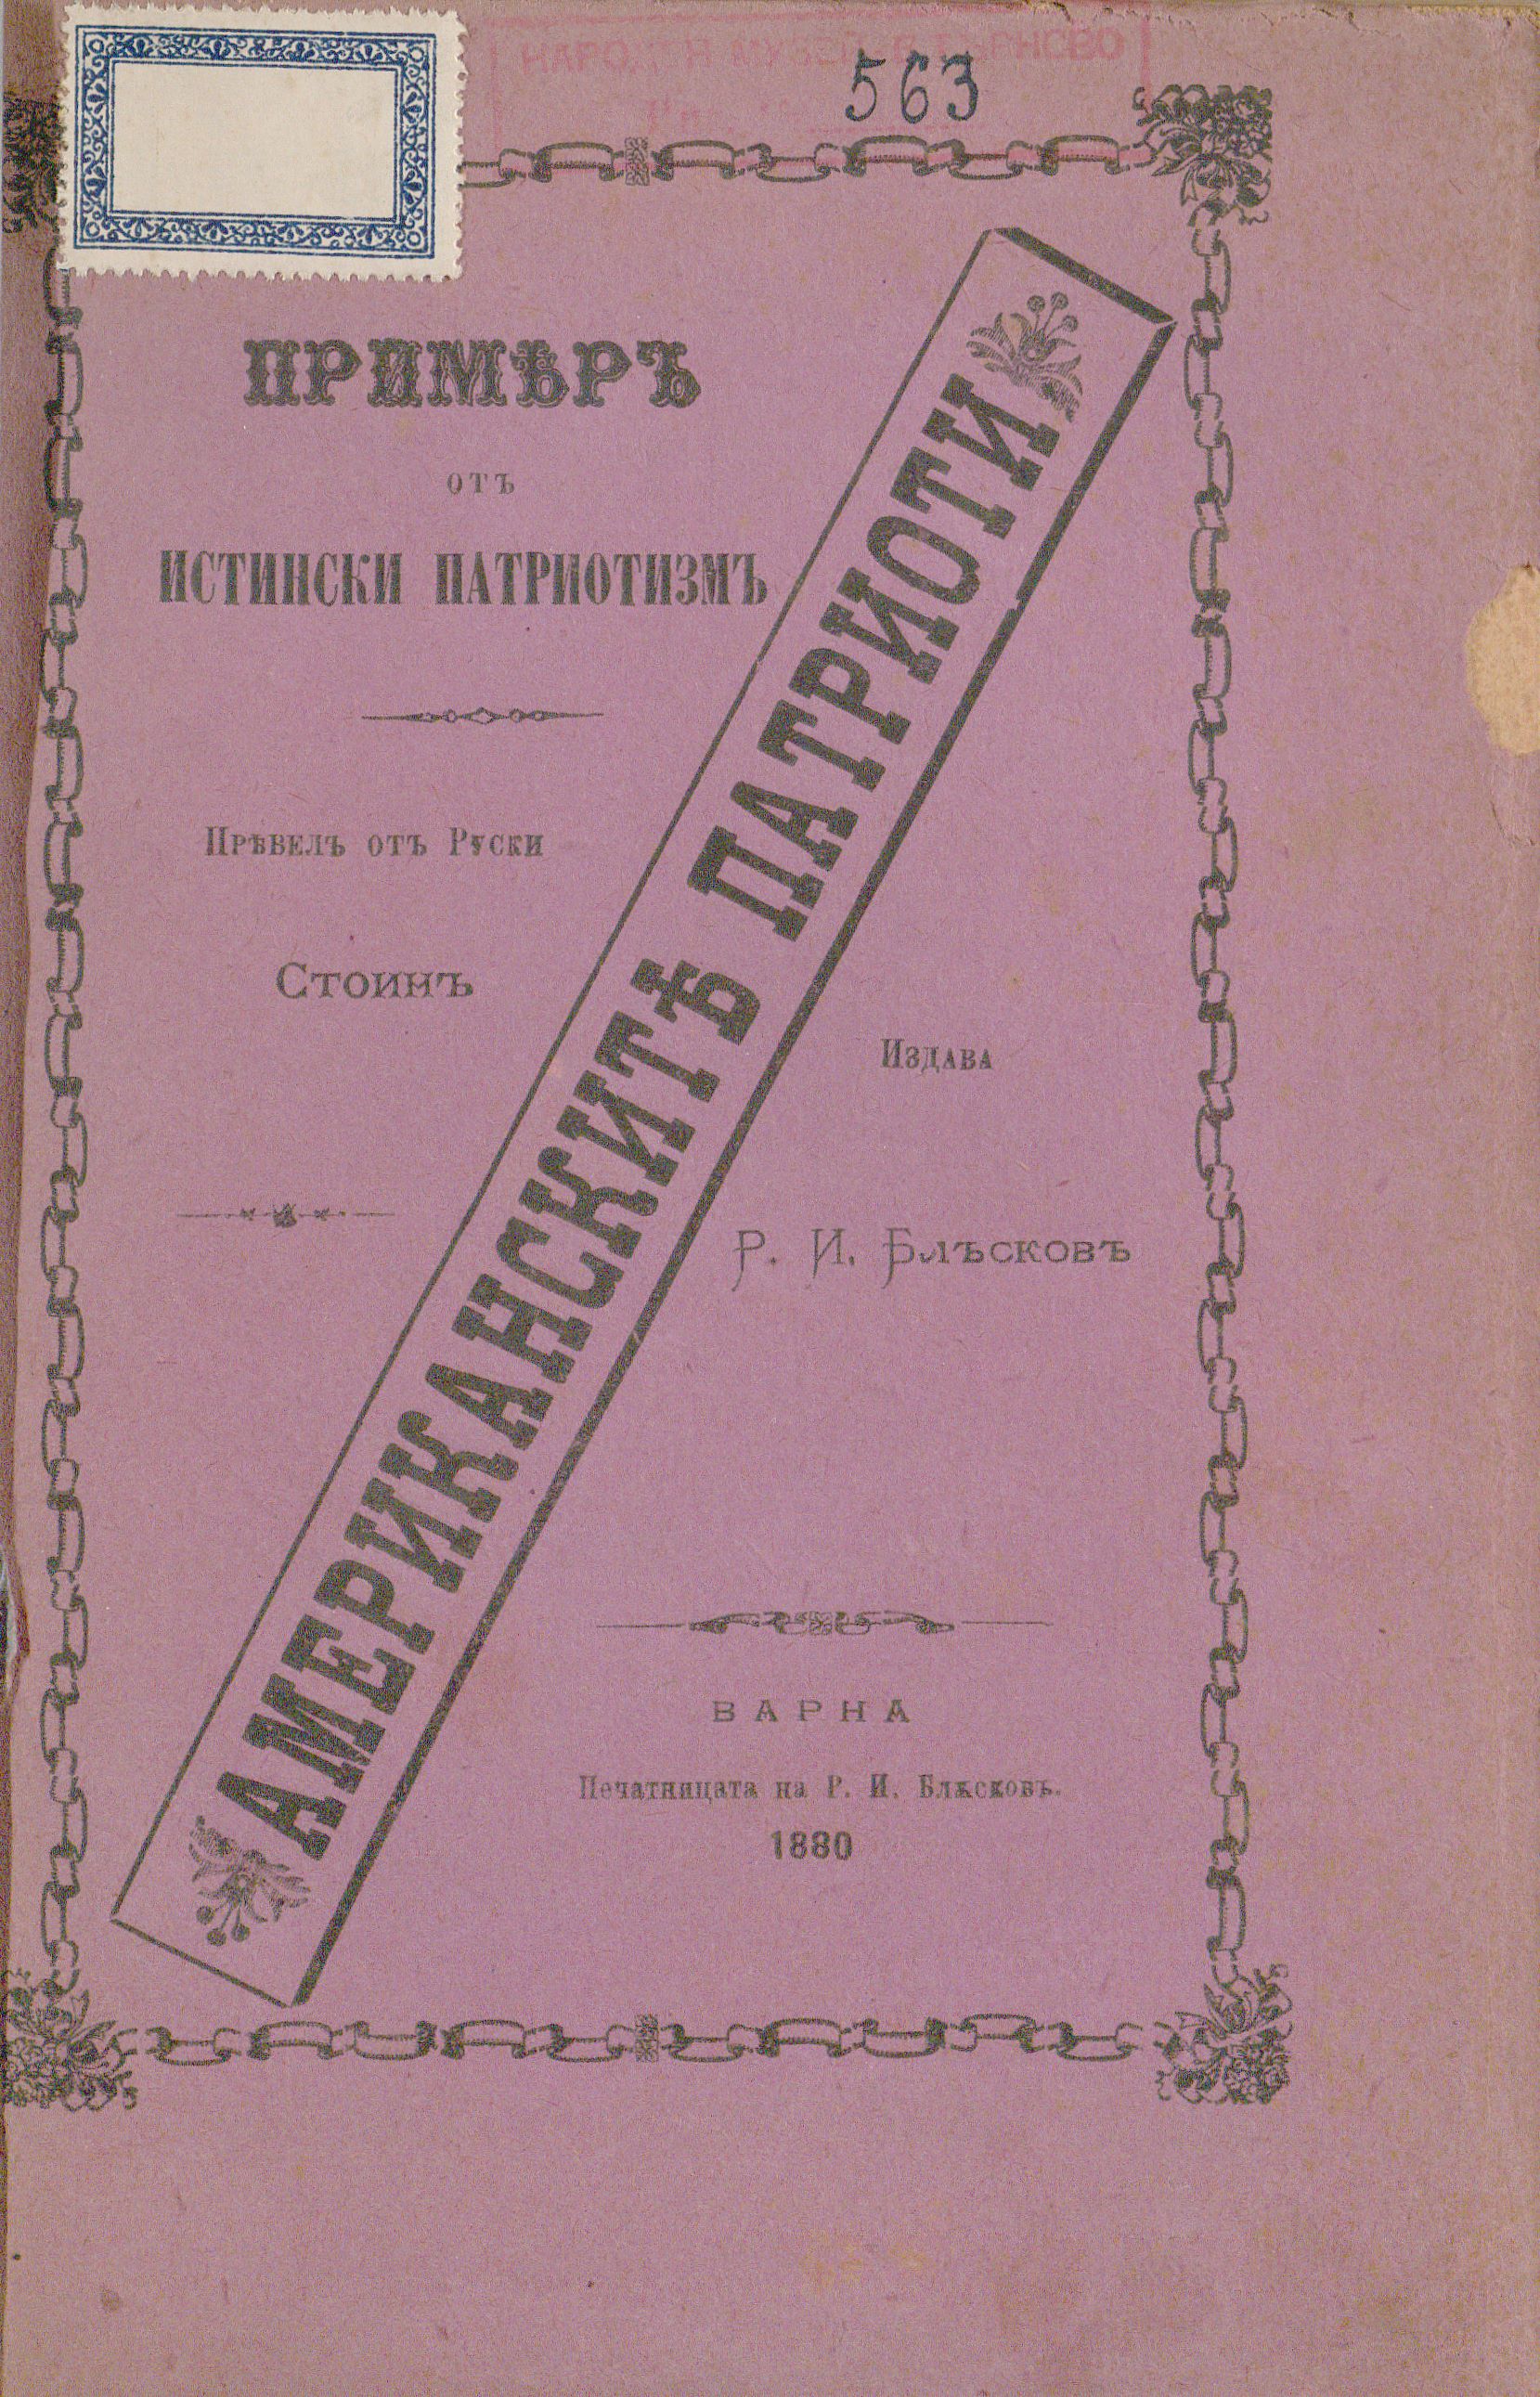 563
ПРИМѢРЪ
отъ
ИСТИНСКИ ПАТРИОТИЗМЪ
Прѣвелъ отъ Руски
Стоинъ
АМЕРИКАНСКИТѢ ПАТРИОТИ
Издава
Р. И. Блъсковъ
ВАРНА
Печатницата на Р. И. Блъсковъ.
1880